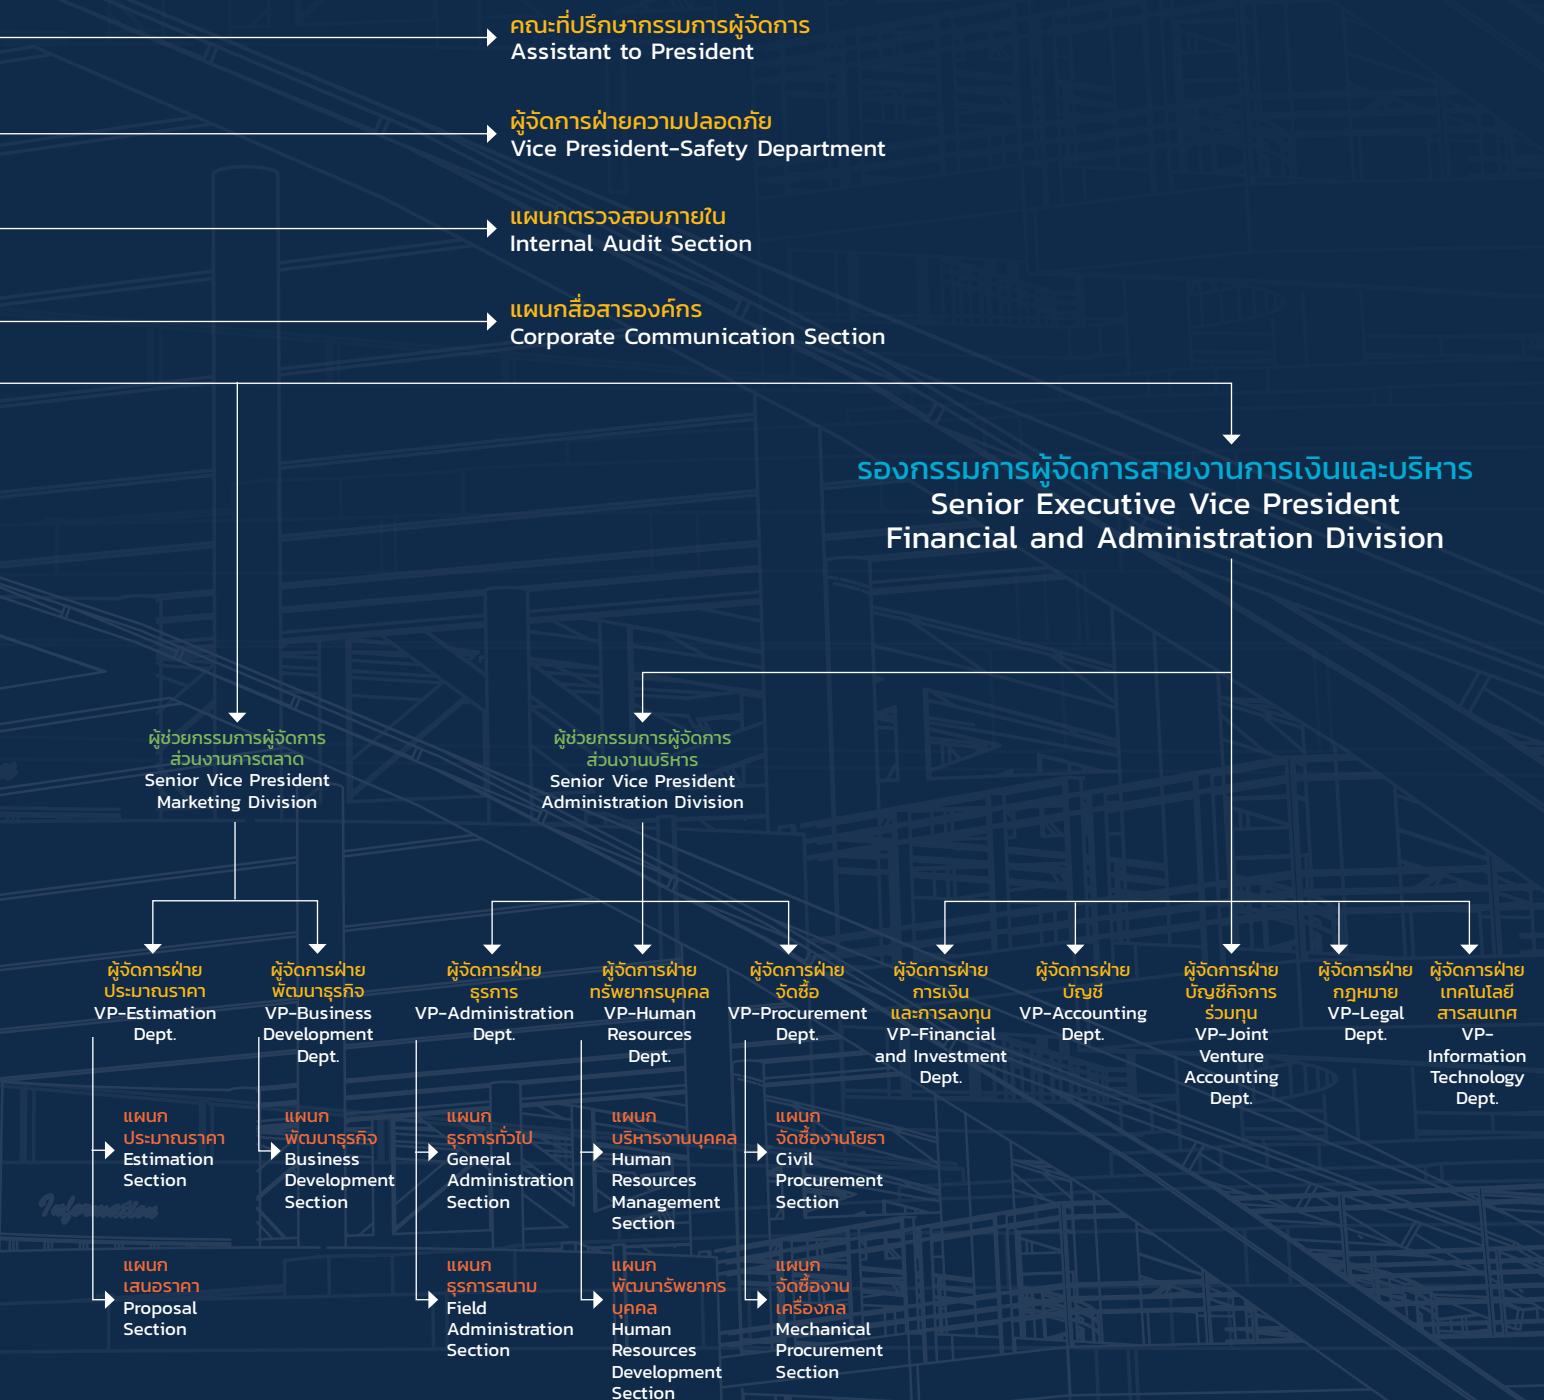 คณะที่ปรึกษากรรมการผู้จัดการ
Assistant to President
ผู้จัดการฝ่ายความปลอดภัย
Vice President-Safety Department
แผนกตรวจสอบภายใน
Internal Audit Section
แผนกสื่อสารองค์กร
Corporate Communication Section
รองกรรมการผู้จัดการสายงานการเงินและบริหาร
Senior Executive Vice President
Financial and Administration Division
ผู้ช่วยกรรมการผู้จัดการ
ส่วนงานการตลาด
Senior Vice President
Marketing Division
ผู้ช่วยกรรมการผู้จัดการ
ส่วนงานบริหาร
Senior Vice President
Administration Division
ผู้จัดการฝ่าย
ประมาณราคา
VP-Estimation
Dept.
ผู้จัดการฝ่าย
พัฒนาธุรกิจ
VP-Business
Development
Dept.
ผู้จัดการฝ่าย
ธุรการ
VP-Administration
Dept.
ผู้จัดการฝ่าย
ทรัพยากรบุคคล
VP-Human
Resources
Dept.
ผู้จัดการฝ่าย
จัดซื้อ
VP-Procurement
Dept.
ผู้จัดการฝ่าย
การเงิน
และการลงทุน
VP-Financial
and Investment
Dept.
ผู้จัดการฝ่าย
บัญชี
VP-Accounting
Dept.
ผู้จัดการฝ่าย
บัญชีกิจการ
ร่วมทุน
VP-Joint
Venture
Accounting
Dept.
ผู้จัดการฝ่าย
กฎหมาย
VP-Legal
Dept.
ผู้จัดการฝ่าย
เทคโนโลยี
สารสนเทศ
VP-
Information
Technology
Dept.
แผนก
ประมาณราคา
Estimation
Section
แผนก
พัฒนาธุรกิจ
Business
Development
Section
แผนก
ธุรการทั่วไป
General
Administration
Section
แผนก
บริหารงานบุคคล
Human
Resources
Management
Section
แผนก
จัดซื้องานโยธา
Civil
Procurement
Section
Information
แผนก
เสนอราคา
Proposal
Section
แผนก
ธุรการสนาม
Field
Administration
Section
แผนก
พัฒนารัพยากร
บุคคล
Human
Resources
Development
Section
แผนก
จัดซื้องาน
เครื่องกล
Mechanical
Procurement
Section